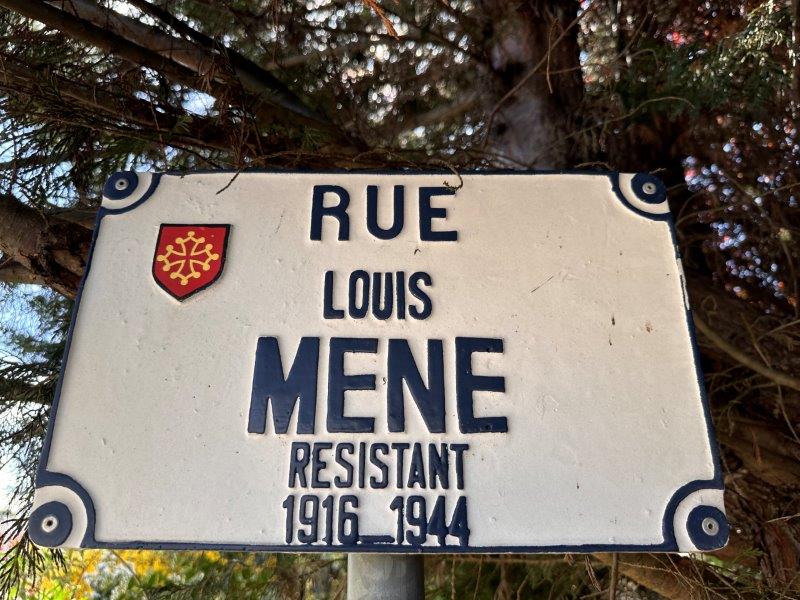 RUE
LOUIS
MENE
RESISTANT
1916_1944